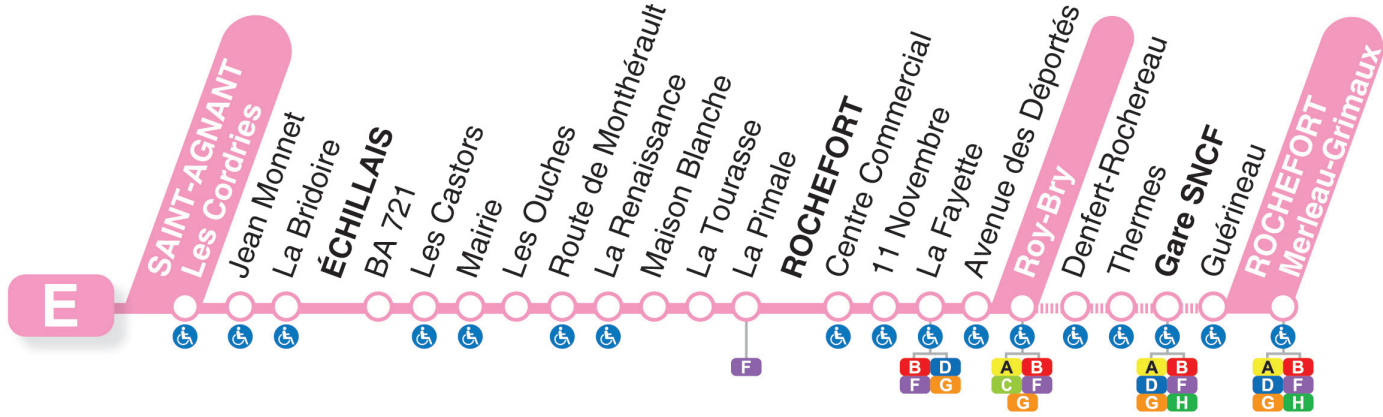 E
SAINT-AGNANT
Les Cordries
Jean Monnet
La Bridoire
ÉCHILLAIS
BA 721
Les Castors
Mairie
Les Ouches
Route de Monthérault
La Renaissance
Maison Blanche
La Tourasse
La Pimale
F
ROCHEFORT
Centre Commercial
11 Novembre
La Fayette
B D
F G
Avenue des Déportés
Roy-Bry
A B
C F
G
Denfert-Rochereau
Thermes
Gare SNCF
A B
D F
G H
Guérineau
ROCHEFORT
Merleau-Grimaux
A B
D F
G H